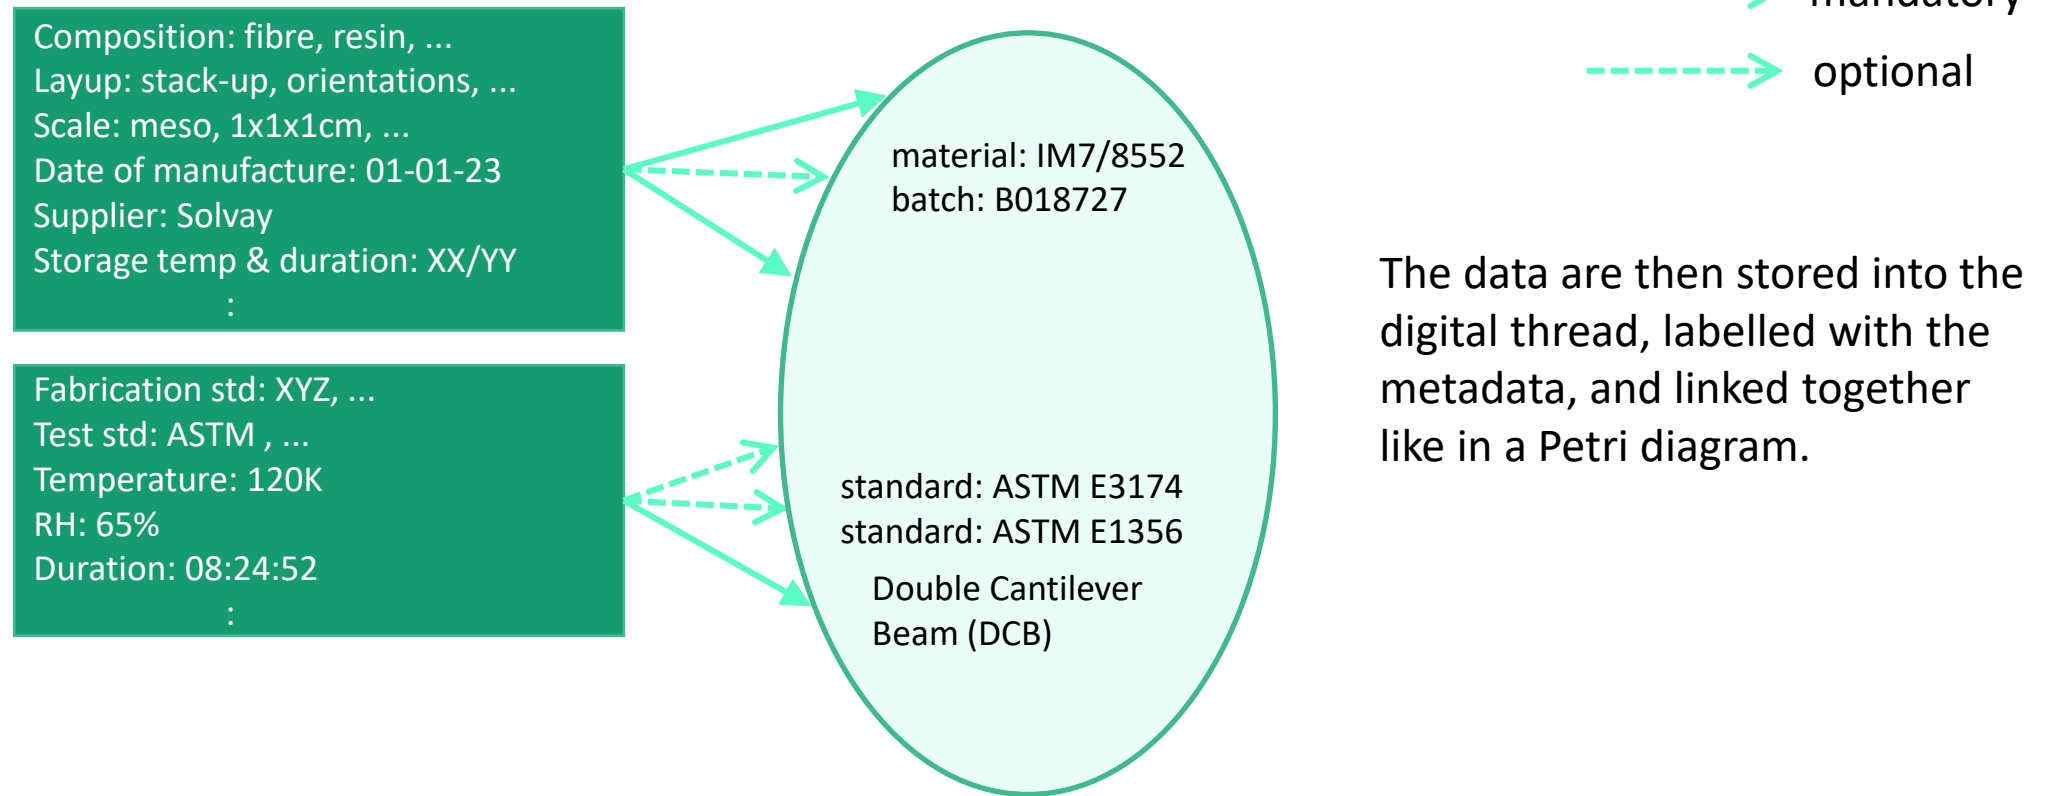 Composition: fibre, resin, ...
Layup: stack-up, orientations, ...
Scale: meso, 1x1x1cm, ...
Date of manufacture: 01-01-23
Supplier: Solvay
Storage temp & duration: XX/YY
:
Fabrication std: XYZ, ...
Test std: ASTM , ...
Temperature: 120K
RH: 65%
Duration: 08:24:52
:
material: IM7/8552
batch: B018727
standard: ASTM E3174
standard: ASTM E1356
Double Cantilever
Beam (DCB)
mandatory
optional
The data are then stored into the
digital thread, labelled with the
metadata, and linked together
like in a Petri diagram.